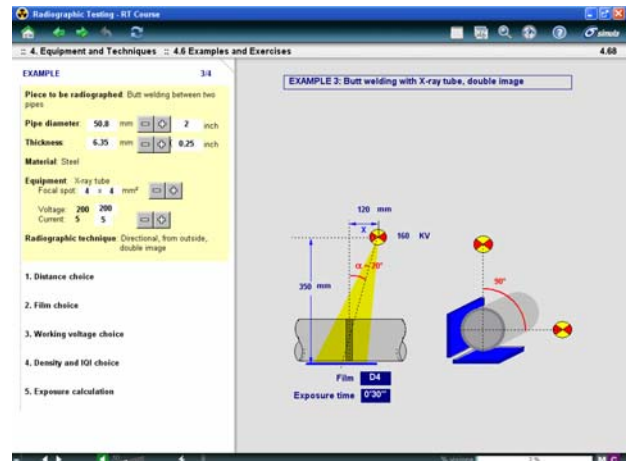 Radiographic Testing - RT Course
simula
:: 4. Equipment and Techniques :: 4.6 Examples and Exercises
4.68
EXAMPLE 3/4
Piece to be radiographed: Butt welding between two
pipes
Pipe diameter: 50.8 mm 2 inch
Thickness: 6.35 mm 0.25 inch
Material: Steel
Equipment: X-ray tube
Focal spot: 4 x 4 mm²
Voltage: 200 200
Current: 5 5
Radiographic technique: Directional, from outside,
double image
1. Distance choice
2. Film choice
3. Working voltage choice
4. Density and IQI choice
5. Exposure calculation
EXAMPLE 3: Butt welding with X-ray tube, double image
120 mm
X
160 KV
α ~ 20°
350 mm
90°
Film D4
Exposure time 0'30"
M C